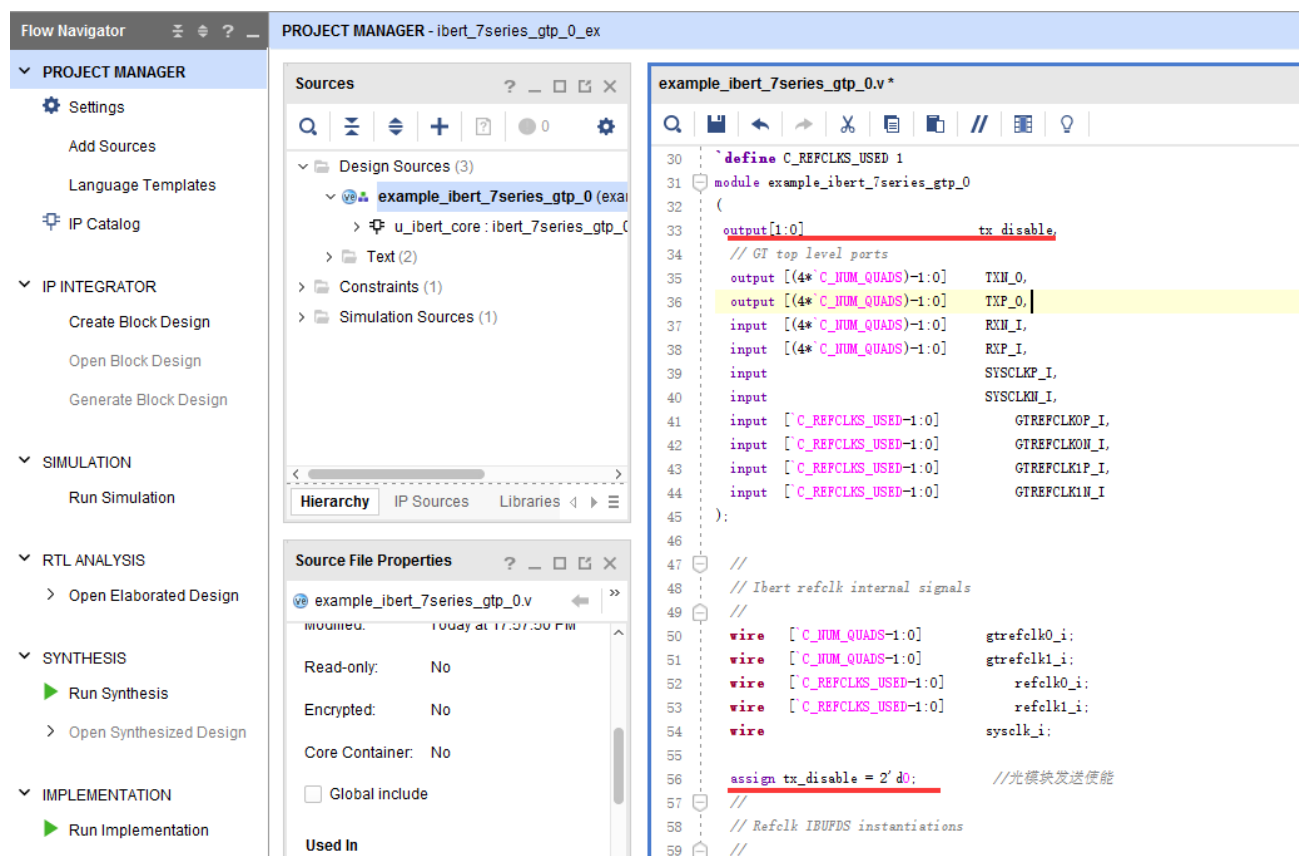 Flow Navigator ?
PROJECT MANAGER - ibert_7series_gtp_0_ex
PROJECT MANAGER
Settings
Add Sources
Language Templates
IP Catalog
IP INTEGRATOR
Create Block Design
Open Block Design
Generate Block Design
SIMULATION
Run Simulation
RTL ANALYSIS
Open Elaborated Design
SYNTHESIS
Run Synthesis
Open Synthesized Design
IMPLEMENTATION
Run Implementation
Sources ?
0
Design Sources (3)
example_ibert_7series_gtp_0 (exa
u_ibert_core : ibert_7series_gtp_0
Text (2)
Constraints (1)
Simulation Sources (1)
Hierarchy IP Sources Libraries
Source File Properties ?
example_ibert_7series_gtp_0.v
Modified: Today at 17:57:50 PM
Read-only: No
Encrypted: No
Core Container: No
Global include
Used In
example_ibert_7series_gtp_0.v *
30 `define C_REFCLKS_USED 1
31 module example_ibert_7series_gtp_0
32 (
33 output[1:0] tx_disable,
34 // GT top level ports
35 output [(4*`C_NUM_QUADS)-1:0] TXN_O,
36 output [(4*`C_NUM_QUADS)-1:0] TXP_O,
37 input [(4*`C_NUM_QUADS)-1:0] RXN_I,
38 input [(4*`C_NUM_QUADS)-1:0] RXP_I,
39 input SYSCLKP_I,
40 input SYSCLKN_I,
41 input [`C_REFCLKS_USED-1:0] GTREFCLK0P_I,
42 input [`C_REFCLKS_USED-1:0] GTREFCLK0N_I,
43 input [`C_REFCLKS_USED-1:0] GTREFCLK1P_I,
44 input [`C_REFCLKS_USED-1:0] GTREFCLK1N_I
45 );
46
47 //
48 // Ibert refclk internal signals
49 //
50 wire [`C_NUM_QUADS-1:0] gtrefclk0_i;
51 wire [`C_NUM_QUADS-1:0] gtrefclk1_i;
52 wire [`C_REFCLKS_USED-1:0] refclk0_i;
53 wire [`C_REFCLKS_USED-1:0] refclk1_i;
54 wire sysclk_i;
55
56 assign tx_disable = 2'd0; //光模块发送使能
57 //
58 // Refclk IBUFDS instantiations
59 //